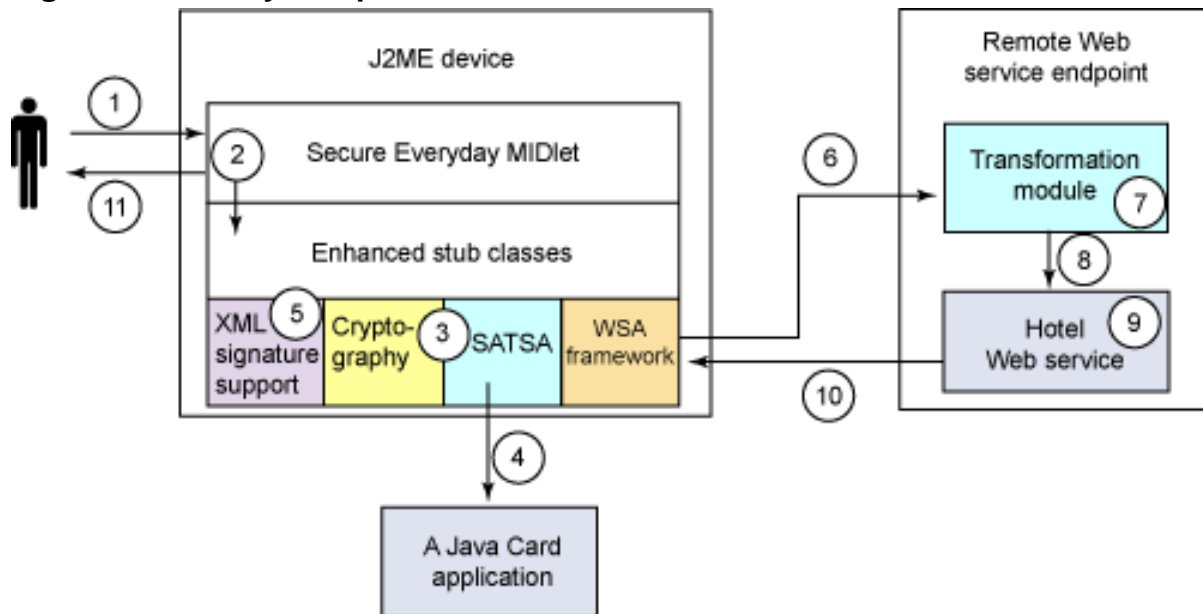 J2ME device
Remote Web
service endpoint
1
2
Secure Everyday MIDlet
11
Enhanced stub classes
6
Transformation
module
7
8
XML
signature
support
5
Crypto-
graphy
3
SATSA
WSA
framework
Hotel
Web service
9
10
4
A Java Card
application